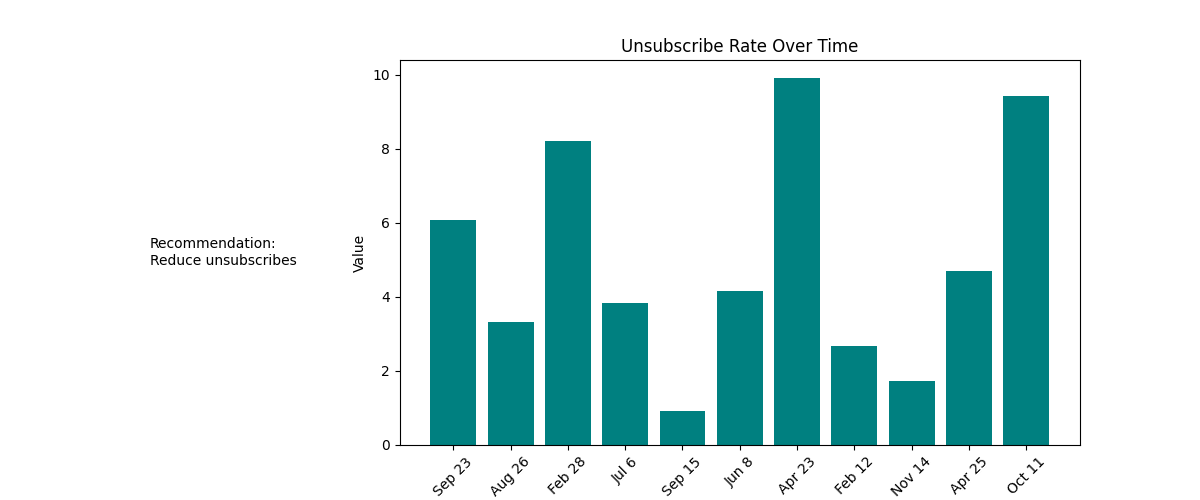 Unsubscribe Rate Over Time
Recommendation:
Reduce unsubscribes
Value
10
8
6
4
2
0
Sep 23
Aug 26
Feb 28
Jul 6
Sep 15
Jun 8
Apr 23
Feb 12
Nov 14
Apr 25
Oct 11